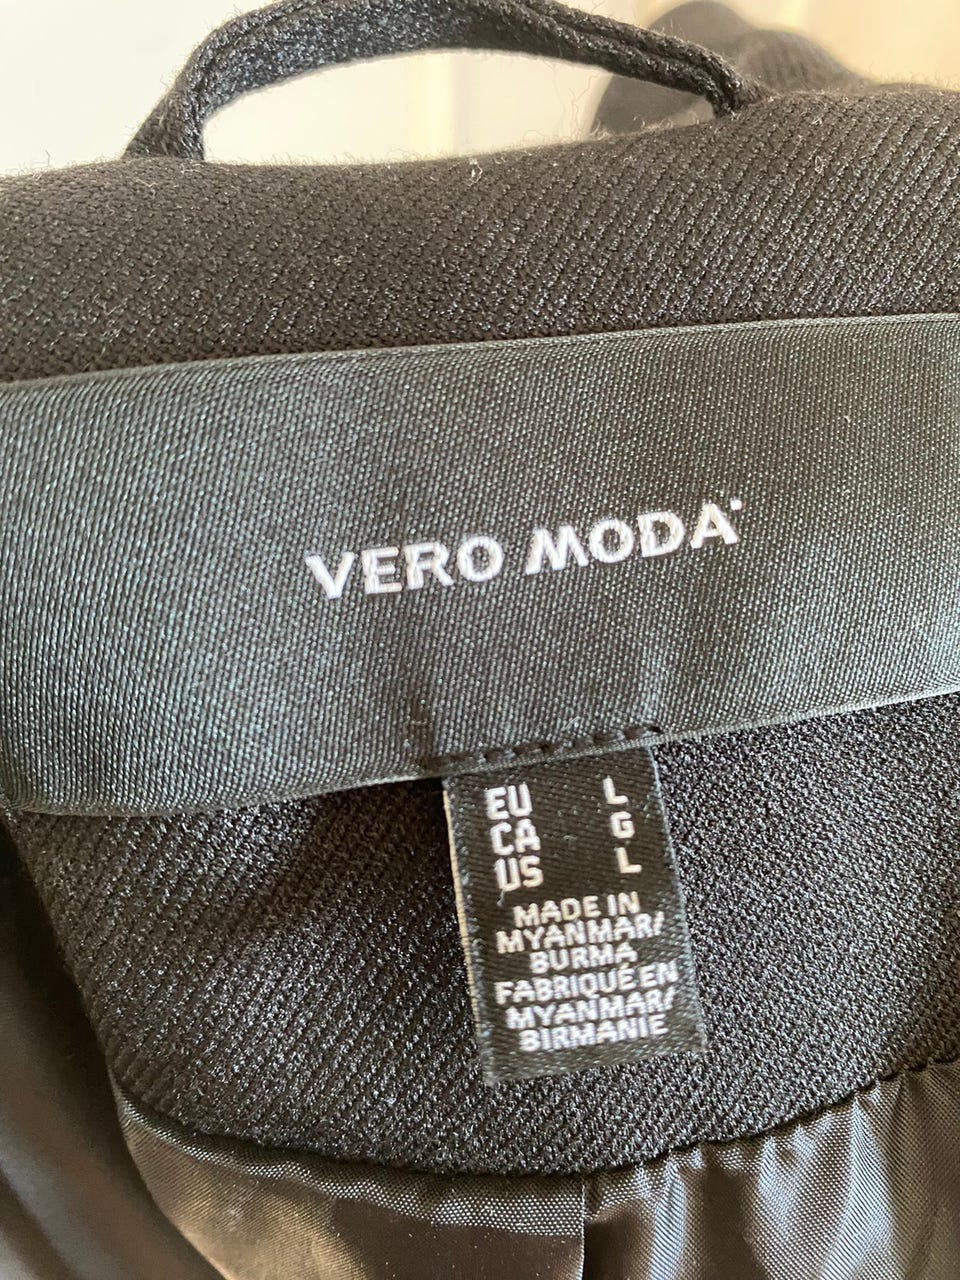 VERO MODA
EU L
CA G
US L
MADE IN
MYANMAR/
BURMA
FABRIQUÉ EN
MYANMAR/
BIRMANIE